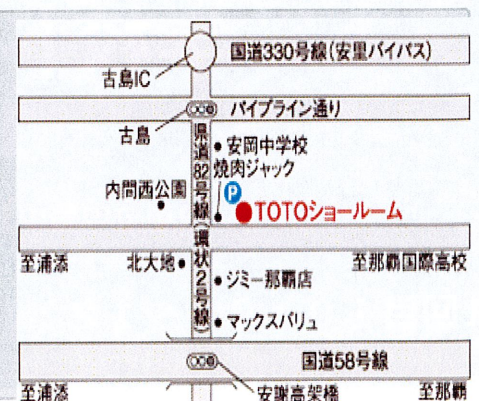 国道330号線(安里バイパス)
古島IC
パイプライン通り
古島
県道82号線(環状2号線)
安岡中学校
焼肉ジャック
内間西公園
P
TOTOショールーム
至浦添
北大地
至那覇国際高校
ジミー那覇店
マックスバリュ
国道58号線
至浦添
安謝高架橋
至那覇